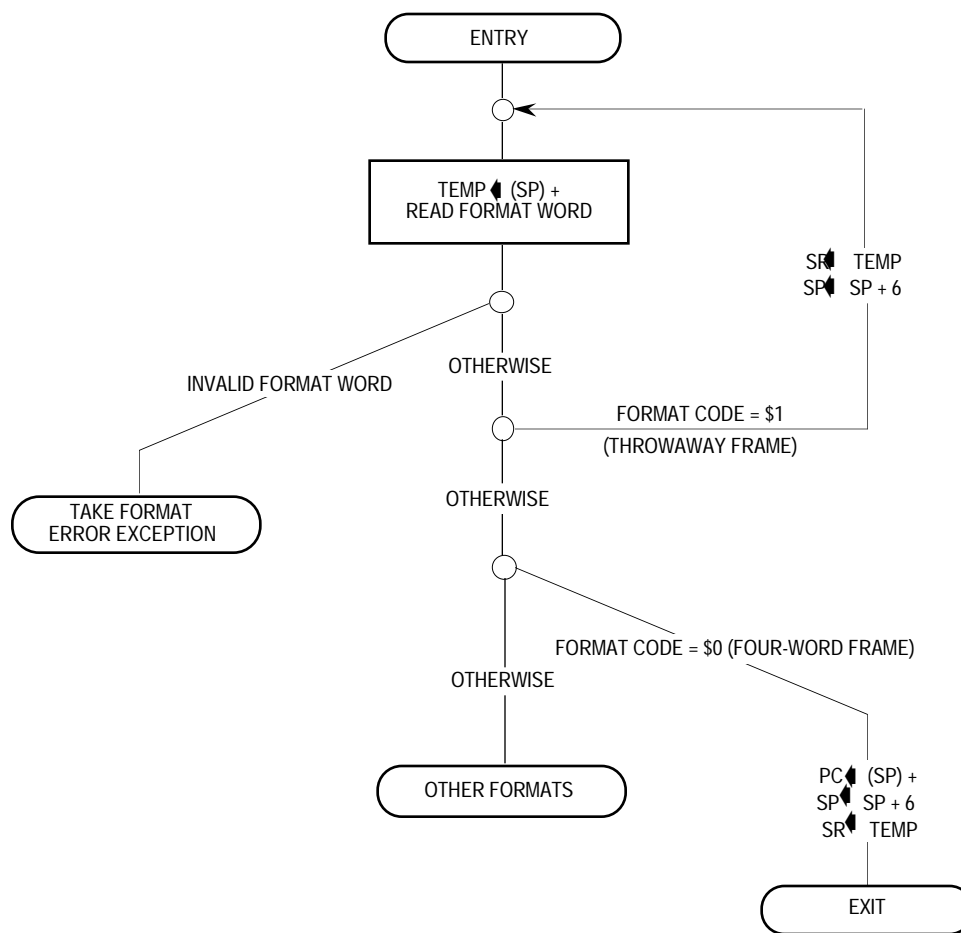 ENTRY
TEMP (SP) +
READ FORMAT WORD
SR TEMP
SP SP + 6
OTHERWISE
INVALID FORMAT WORD
FORMAT CODE = $1
(THROWAWAY FRAME)
OTHERWISE
TAKE FORMAT
ERROR EXCEPTION
FORMAT CODE = $0 (FOUR-WORD FRAME)
OTHERWISE
PC (SP) +
SP SP + 6
SR TEMP
OTHER FORMATS
EXIT